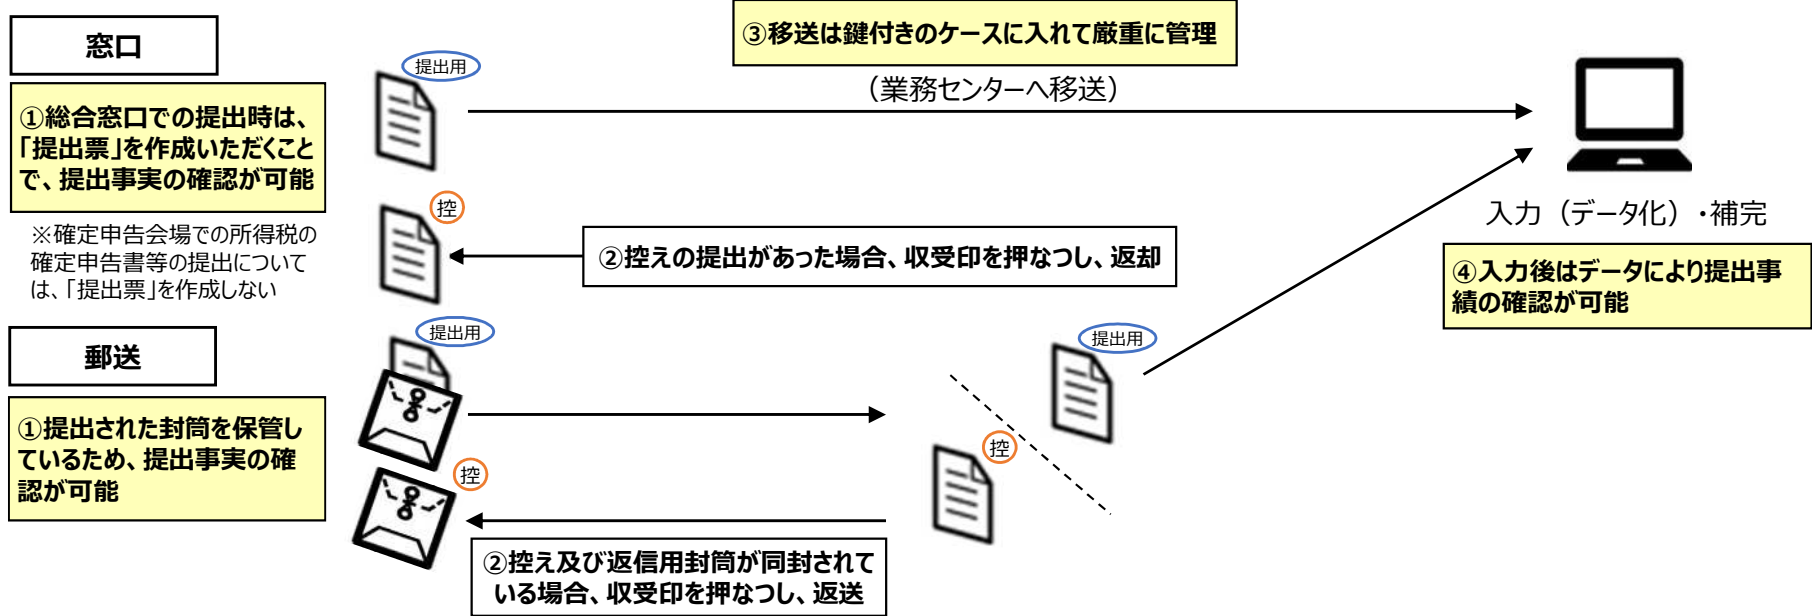 窓口
①総合窓口での提出時は、
「提出票」を作成いただくこと
で、提出事実の確認が可能
※確定申告会場での所得税の
確定申告書等の提出について
は、「提出票」を作成しない
提出用
控
③移送は鍵付きのケースに入れて厳重に管理
（業務センターへ移送）
②控えの提出があった場合、収受印を押なつし、返却
入力（データ化）・補完
④入力後はデータにより提出事
績の確認が可能
郵送
①提出された封筒を保管し
ているため、提出事実の確
認が可能
提出用
控
提出用
控
②控え及び返信用封筒が同封されて
いる場合、収受印を押なつし、返送